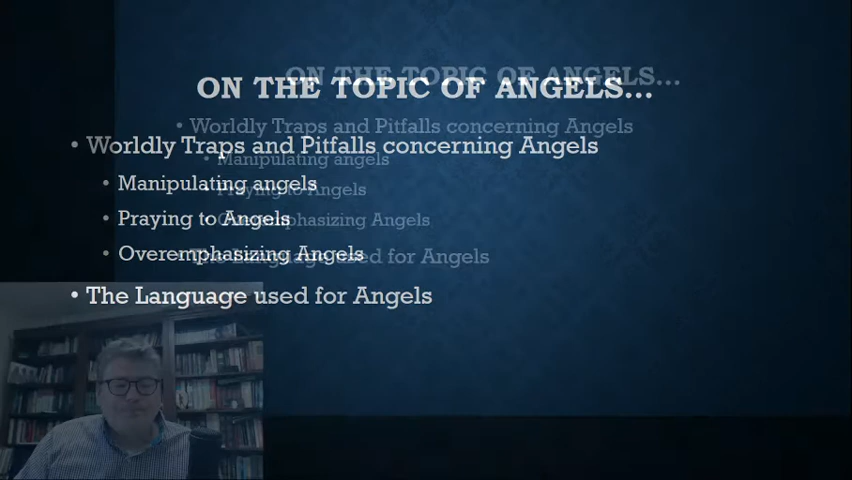 ON THE TOPIC OF ANGELS...
• Worldly Traps and Pitfalls concerning Angels
• Manipulating angels
• Praying to Angels
• Overemphasizing Angels
• The Language used for Angels